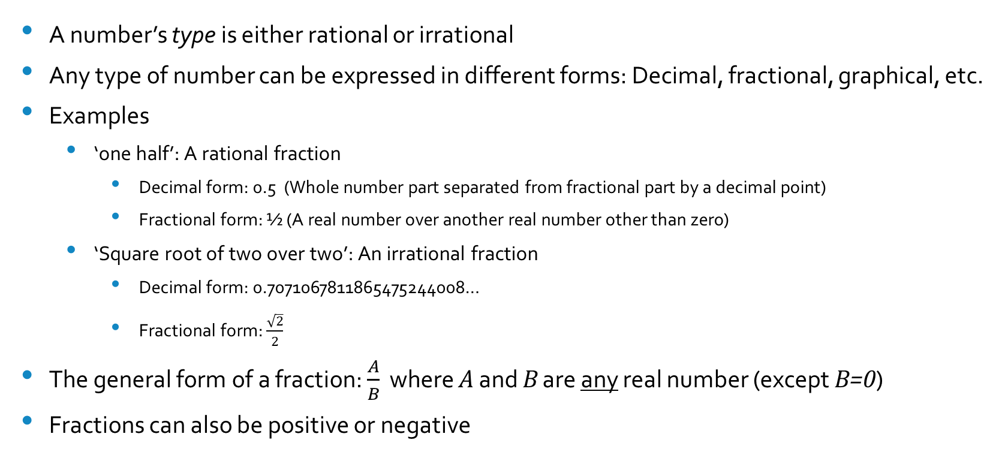 • A number’s type is either rational or irrational
• Any type of number can be expressed in different forms: Decimal, fractional, graphical, etc.
• Examples
• ‘one half’: A rational fraction
• Decimal form: 0.5 (Whole number part separated from fractional part by a decimal point)
• Fractional form: ½ (A real number over another real number other than zero)
• ‘Square root of two over two’: An irrational fraction
• Decimal form: 0.7071067811865475244008…
• Fractional form: √2/2
• The general form of a fraction: A/B where A and B are any real number (except B=0)
• Fractions can also be positive or negative